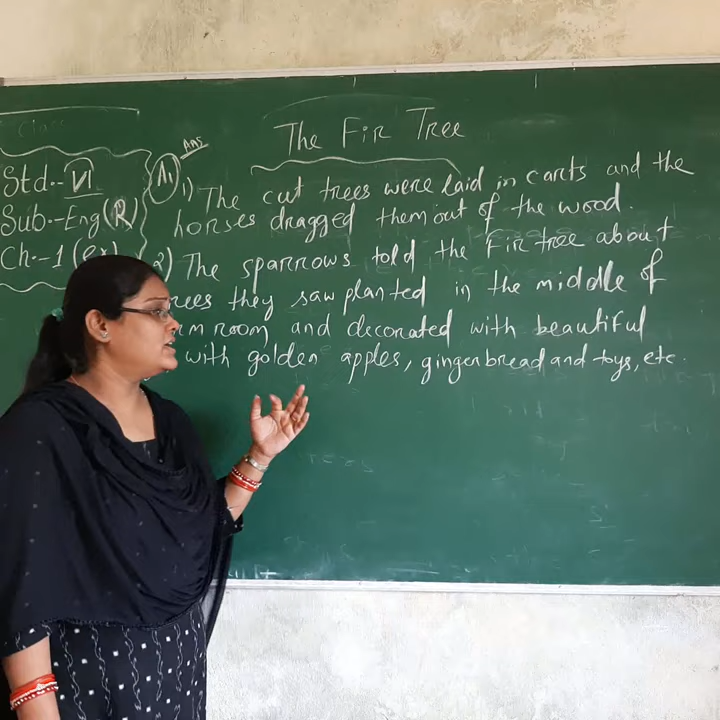 The Fir Tree
Std.- VI
Sub.- Eng (R)
Ch.- 1 (ex)
Ans
A1
1) The cut trees were laid in carts and the
horses dragged them out of the wood.
2) The sparrows told the Fir tree about
they saw planted in the middle of
room and decorated with beautiful
with golden apples, gingerbread and toys, etc.